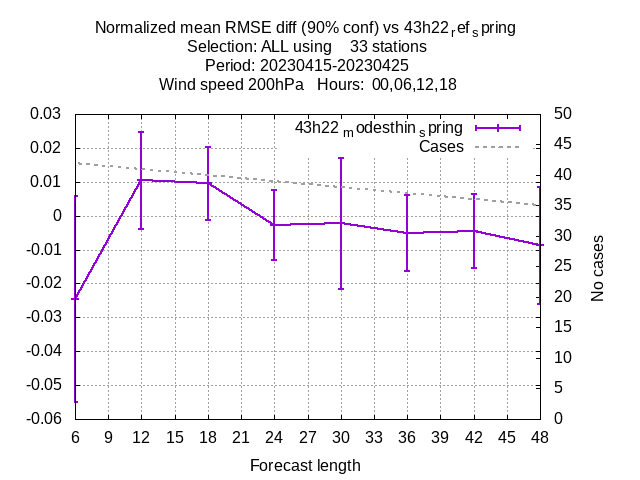 Normalized mean RMSE diff (90% conf) vs 43h22refspring
Selection: ALL using 33 stations
Period: 20230415-20230425
Wind speed 200hPa Hours: 00,06,12,18
43h22modesthinspring
Cases
0.03
0.02
0.01
0
-0.01
-0.02
-0.03
-0.04
-0.05
-0.06
50
45
40
35
30
25
20
15
10
5
0
No cases
6 9 12 15 18 21 24 27 30 33 36 39 42 45 48
Forecast length